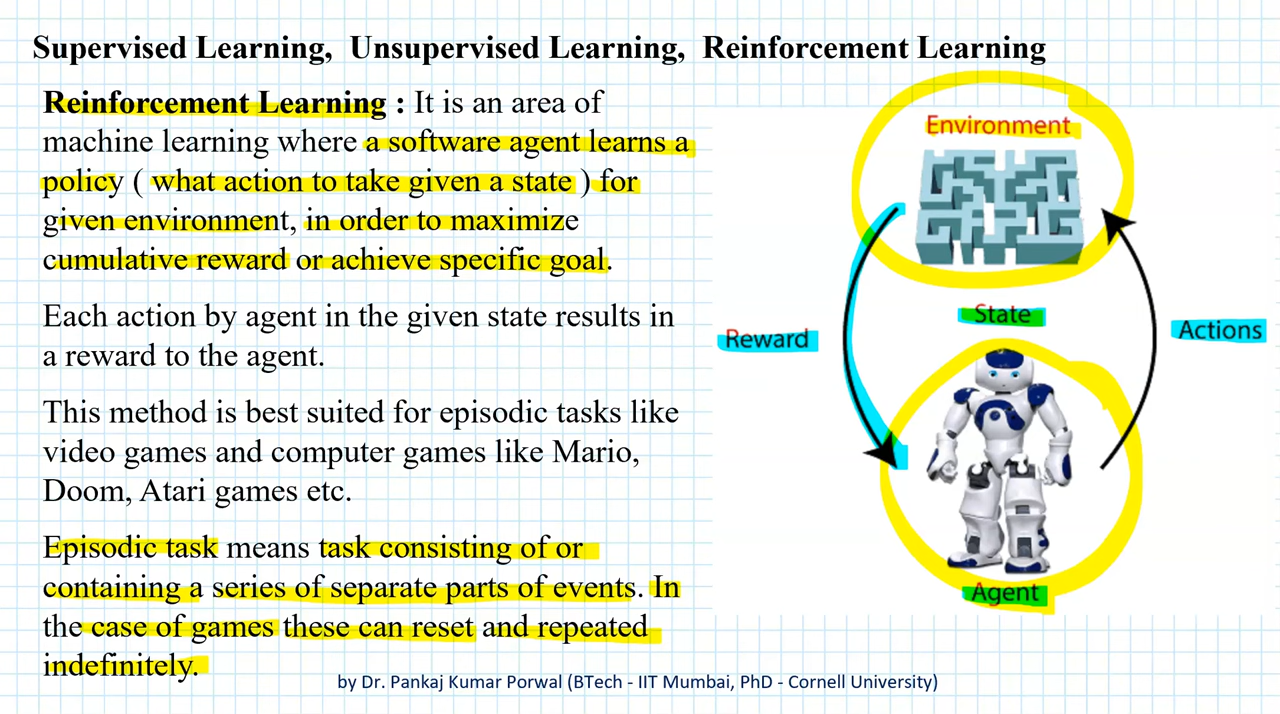 Supervised Learning,  Unsupervised Learning,  Reinforcement Learning
Reinforcement Learning : It is an area of
machine learning where a software agent learns a
policy ( what action to take given a state ) for
given environment, in order to maximize
cumulative reward or achieve specific goal.
Each action by agent in the given state results in
a reward to the agent.
This method is best suited for episodic tasks like
video games and computer games like Mario,
Doom, Atari games etc.
Episodic task means task consisting of or
containing a series of separate parts of events. In
the case of games these can reset and repeated
indefinitely.
Environment
State
Reward
Actions
Agent
by Dr. Pankaj Kumar Porwal (BTech - IIT Mumbai, PhD - Cornell University)